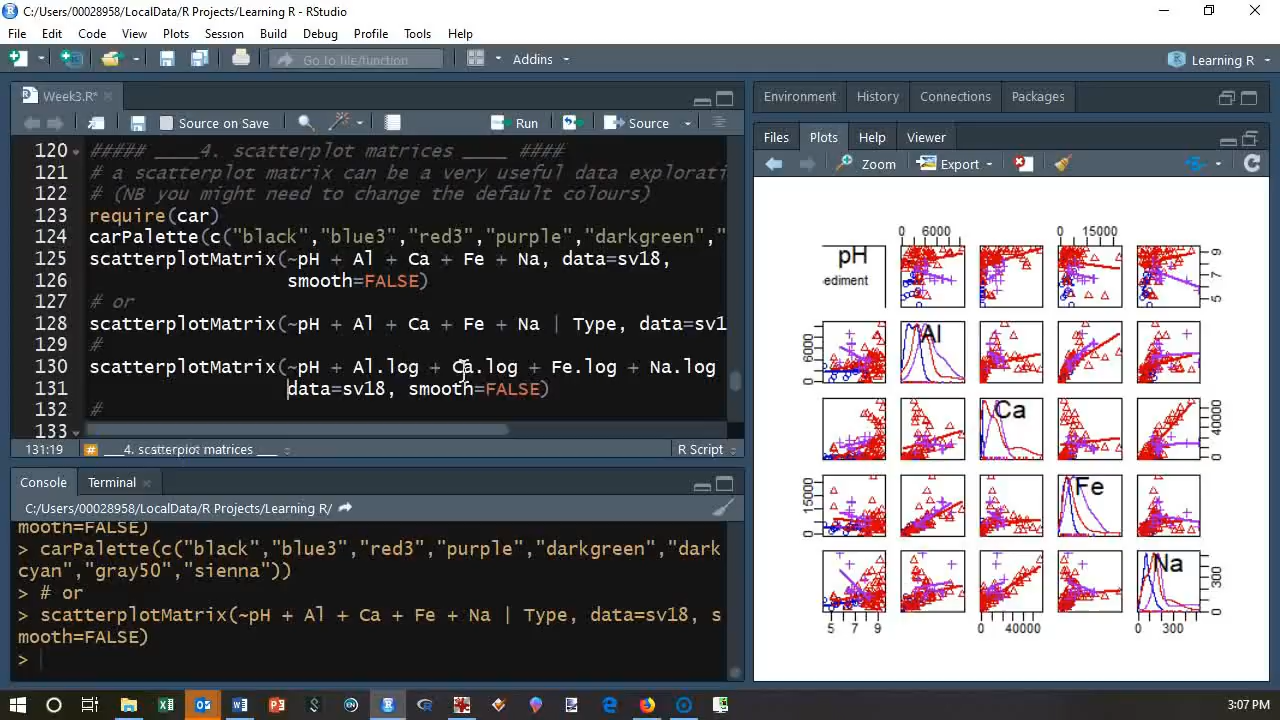 C:/Users/00028958/LocalData/R Projects/Learning R - RStudio
File Edit Code View Plots Session Build Debug Profile Tools Help
Go to file/function Addins Learning R
Week3.R* Environment History Connections Packages
Source on Save Run Source Files Plots Help Viewer
Zoom Export
120 ##### ____4. scatterplot matrices ____ ####
121 # a scatterplot matrix can be a very useful data explorati
122 # (NB you might need to change the default colours)
123 require(car)
124 carPalette(c("black","blue3","red3","purple","darkgreen","
125 scatterplotMatrix(~pH + Al + Ca + Fe + Na, data=sv18,
126 smooth=FALSE)
127 # or
128 scatterplotMatrix(~pH + Al + Ca + Fe + Na | Type, data=sv1
129 #
130 scatterplotMatrix(~pH + Al.log + Ca.log + Fe.log + Na.log
131 data=sv18, smooth=FALSE)
132 #
133
131:19 ____4. scatterplot matrices ____ R Script
Console Terminal
C:/Users/00028958/LocalData/R Projects/Learning R/
mooth=FALSE)
> carPalette(c("black","blue3","red3","purple","darkgreen","dark
cyan","gray50","sienna"))
> # or
> scatterplotMatrix(~pH + Al + Ca + Fe + Na | Type, data=sv18, s
mooth=FALSE)
>
0 6000 0 15000
pH 5 7 9
ediment
0 6000 Al
Ca 0 40000
0 15000 Fe
Na 0 300
5 7 9 0 40000 0 300
3:07 PM